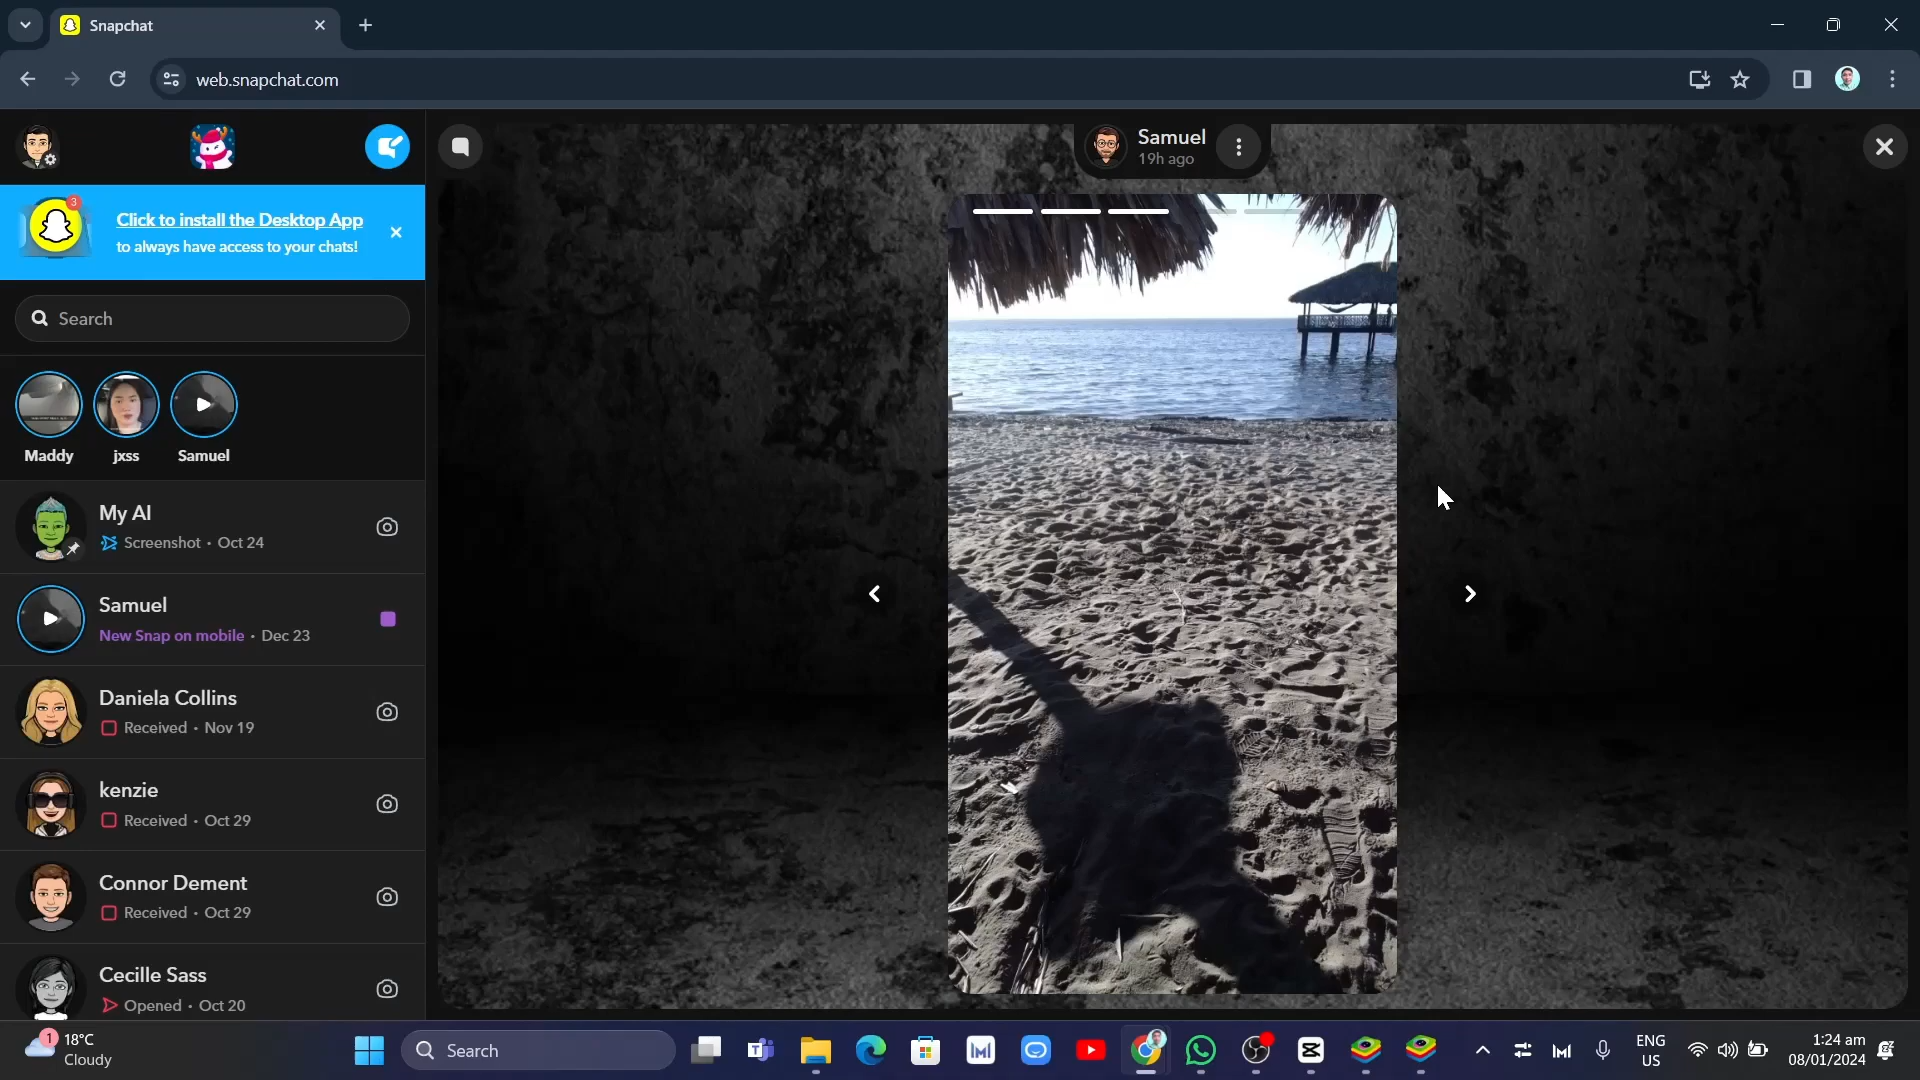 Snapchat
web.snapchat.com
Samuel
19h ago
3
Click to install the Desktop App
to always have access to your chats!
Search
Maddy
jxss
Samuel
My AI
Screenshot · Oct 24
Samuel
New Snap on mobile · Dec 23
Daniela Collins
Received · Nov 19
kenzie
Received · Oct 29
Connor Dement
Received · Oct 29
Cecille Sass
Opened · Oct 20
1
18°C
Cloudy
Search
ENG
US
1:24 am
08/01/2024